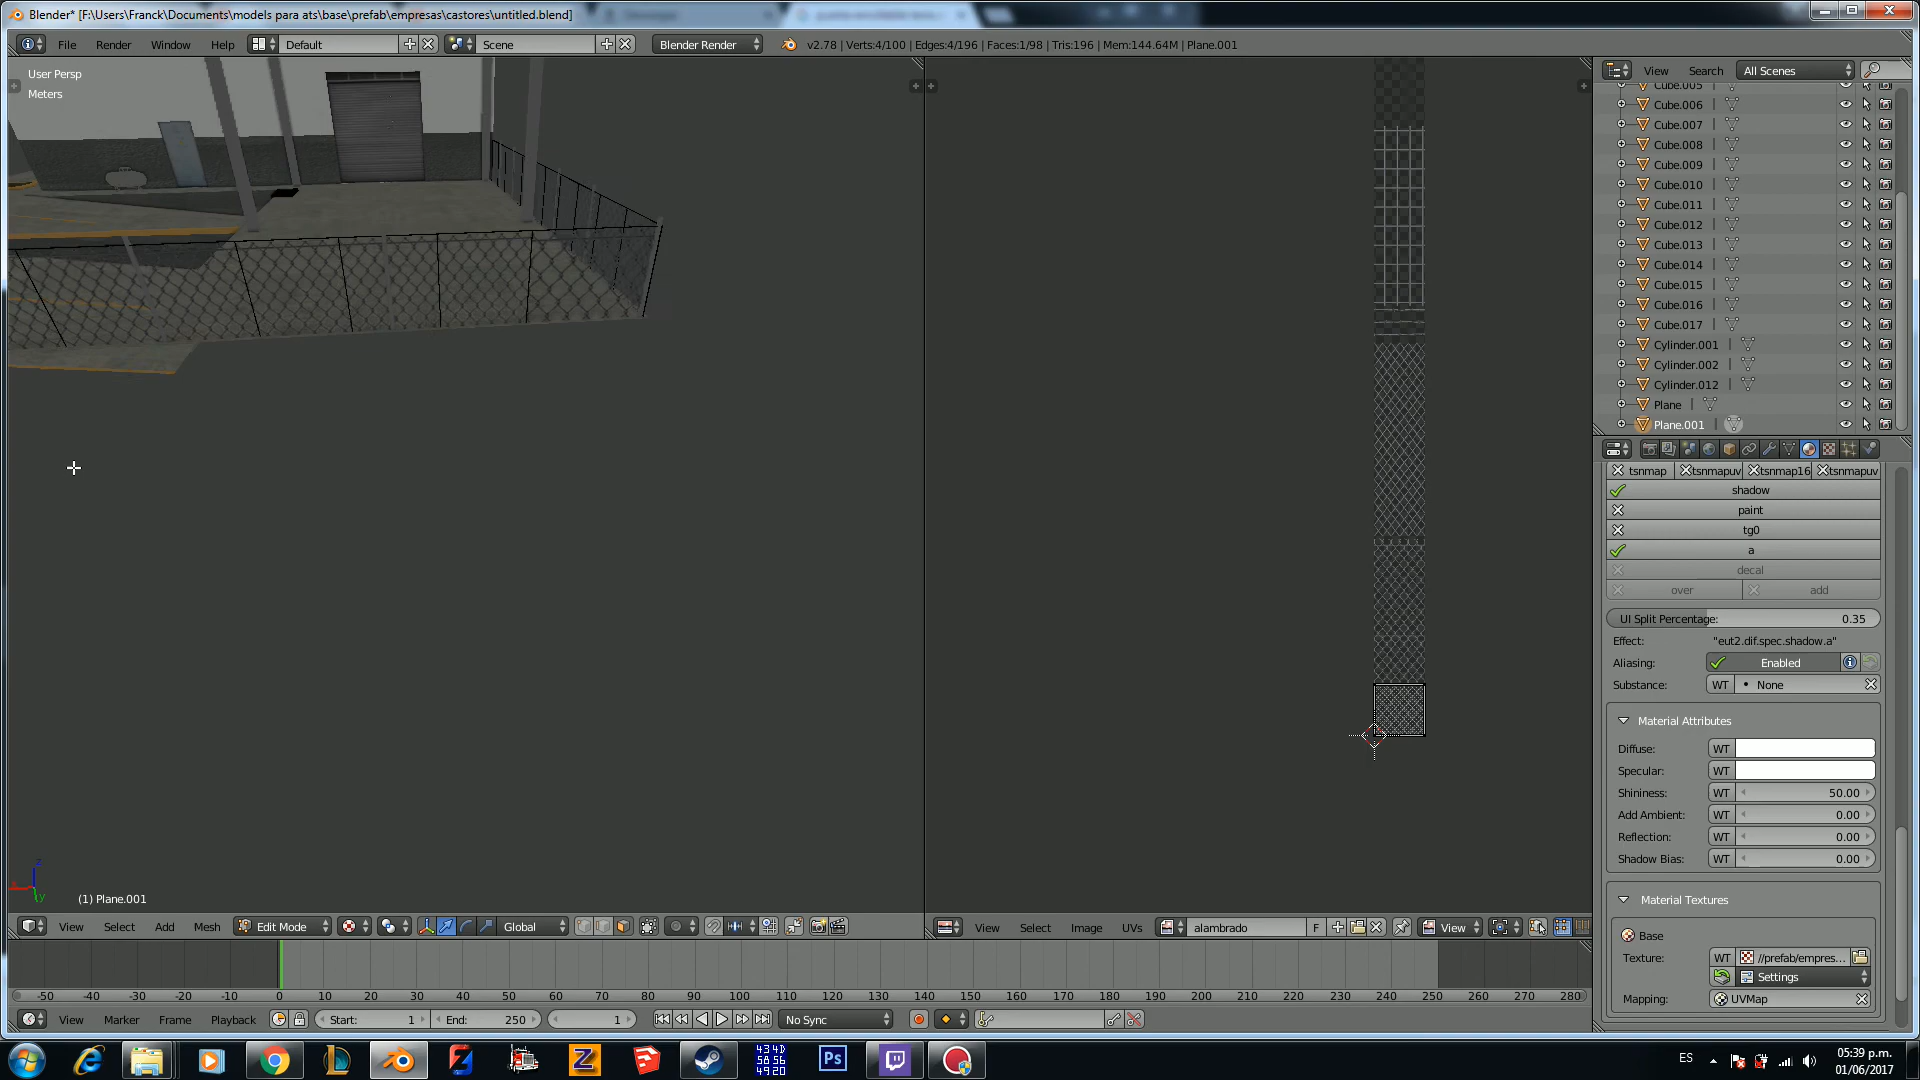 Blender* [F:\Users\Franck\Documents\models para ats\base\prefab\empresas\castores\untitled.blend]
File Render Window Help Default Scene Blender Render v2.78 | Verts:4/100 | Edges:4/196 | Faces:1/98 | Tris:196 | Mem:144.64M | Plane.001
User Persp
Meters
View Search All Scenes
Cube.005
Cube.006
Cube.007
Cube.008
Cube.009
Cube.010
Cube.011
Cube.012
Cube.013
Cube.014
Cube.015
Cube.016
Cube.017
Cylinder.001
Cylinder.002
Cylinder.012
Plane
Plane.001
tsnmap tsnmapuv tsnmap16 tsnmapuv
shadow
paint
tg0
a
decal
over add
UI Split Percentage: 0.35
Effect: "eut2.dif.spec.shadow.a"
Aliasing: Enabled
Substance: WT None
Material Attributes
Diffuse: WT
Specular: WT
Shininess: WT 50.00
Add Ambient: WT 0.00
Reflection: WT 0.00
Shadow Bias: WT 0.00
Material Textures
Base
Texture: WT //prefab/empres...
Settings
Mapping: UVMap
z
y
(1) Plane.001
View Select Add Mesh Edit Mode Global
View Select Image UVs alambrado F View
-50 -40 -30 -20 -10 0 10 20 30 40 50 60 70 80 90 100 110 120 130 140 150 160 170 180 190 200 210 220 230 240 250 260 270 280
View Marker Frame Playback Start: 1 End: 250 1 No Sync
434D
5856
4920
Ps
ES
05:39 p.m.
01/06/2017